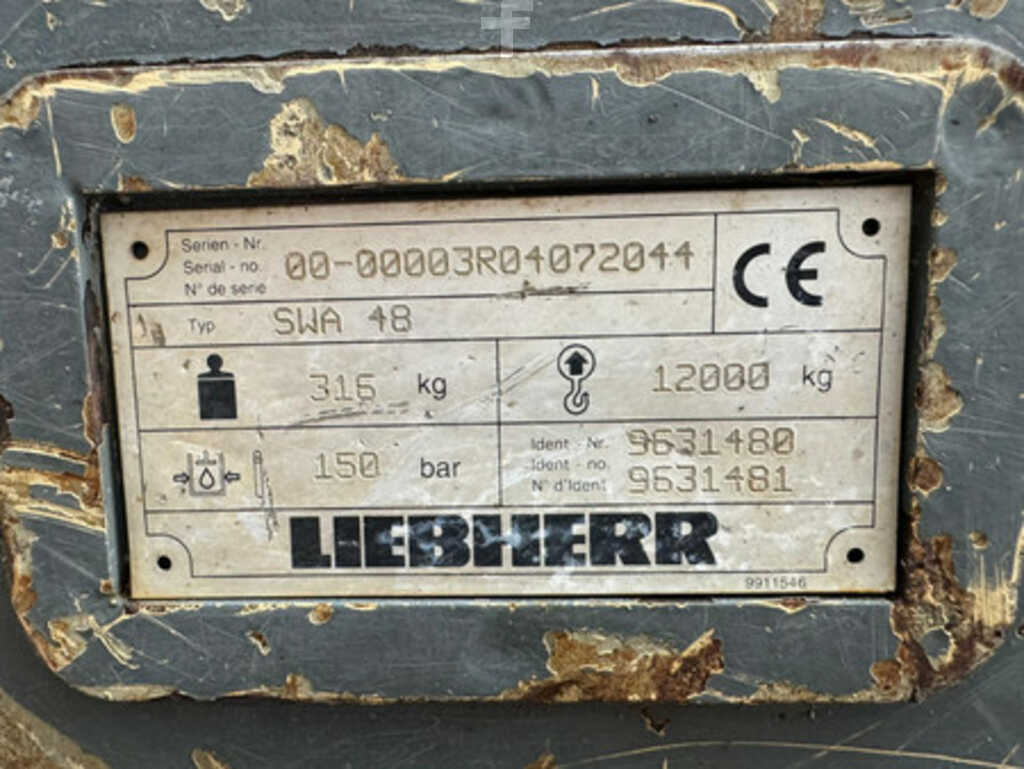 Serien - Nr.
Serial - no. 00-00003R04072044
N° de serie
CE
Typ SWA 48
316 kg
12000 kg
150 bar
Ident - Nr. 9631480
Ident - no.
N° d'Ident 9631481
LIEBHERR
9911546